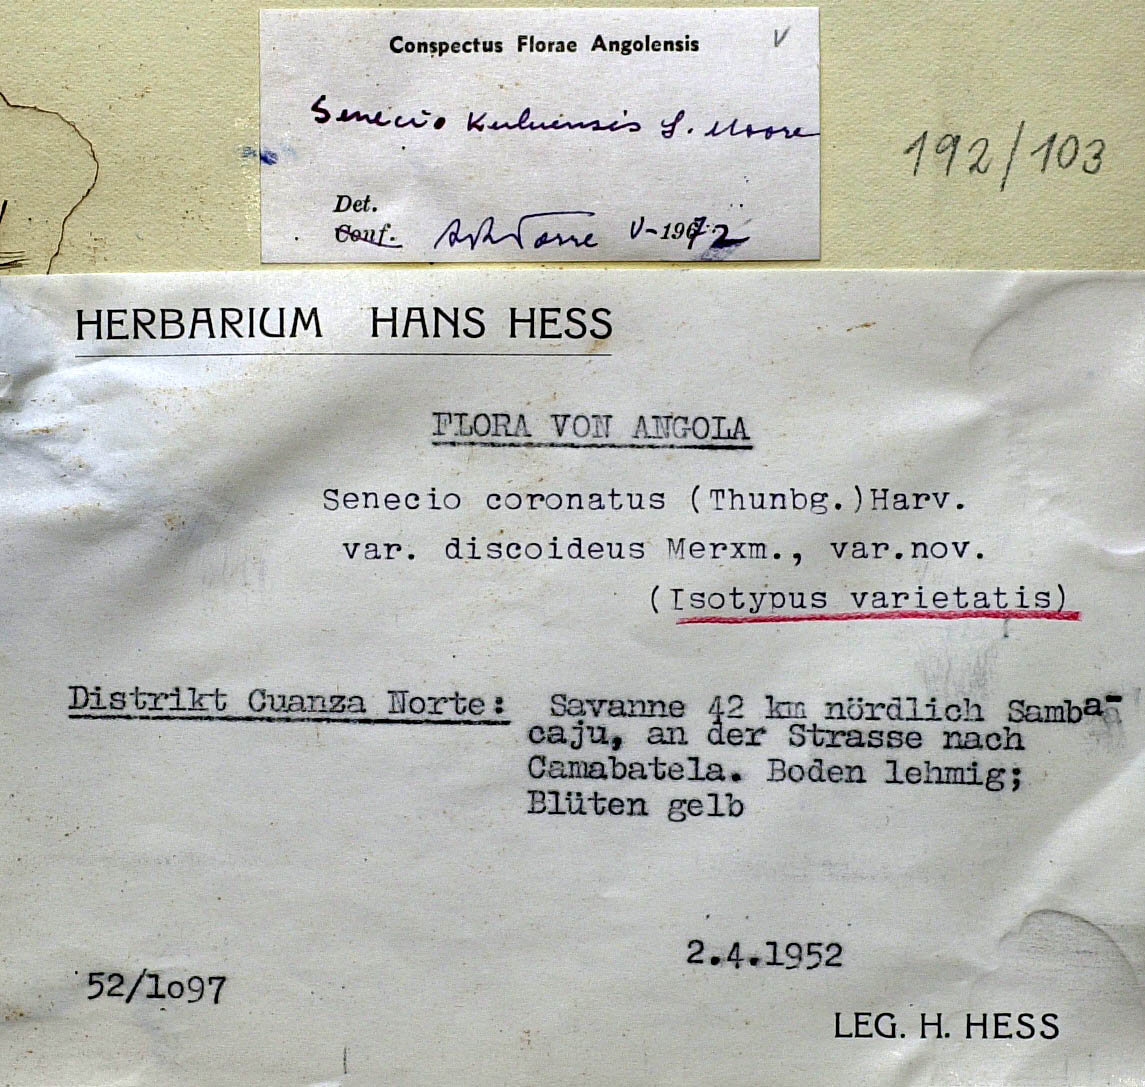 Conspectus Florae Angolensis
Senecio kuluensis S. Moore
192/103
Det.
Conf. Torre V-1972
HERBARIUM HANS HESS
FLORA VON ANGOLA
Senecio coronatus (Thunbg.)Harv.
var. discoideus Merxm., var.nov.
(Isotypus varietatis)
Distrikt Cuanza Norte: Savanne 42 km nördlich Samba-
caju, an der Strasse nach
Camabatela. Boden lehmig;
Blüten gelb
2.4.1952
52/1o97
LEG. H. HESS